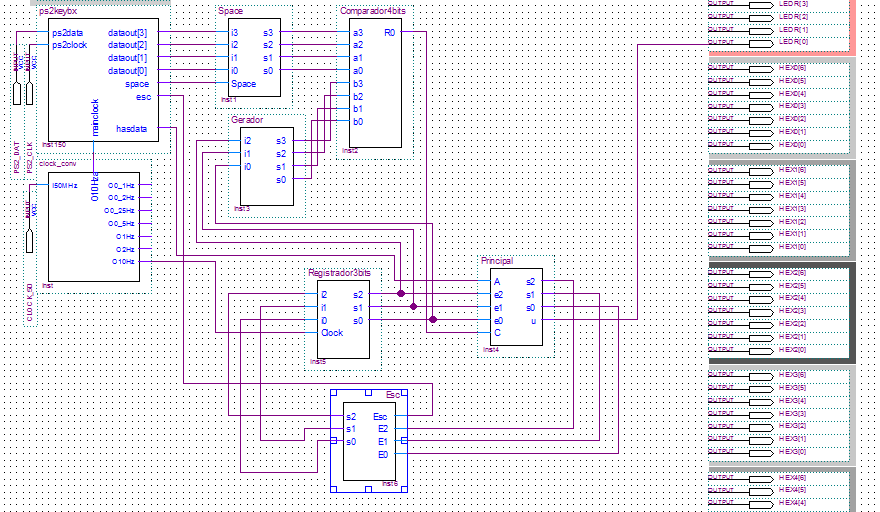 ps2keybx
ps2data
ps2clock
dataout[3]
dataout[2]
dataout[1]
dataout[0]
space
esc
hasdata
mainclock
inst150
Space
i3
i2
i1
i0
Space
s3
s2
s1
s0
inst1
Comparador4bits
a3
a2
a1
a0
b3
b2
b1
b0
R0
inst2
Gerador
i2
i1
i0
s3
s2
s1
s0
inst3
PS2_DAT
PS2_CLK
clock_conv
I50MHz
O10Hz
O0_1Hz
O0_2Hz
O0_25Hz
O0_5Hz
O1Hz
O2Hz
O10Hz
inst
CLOCK_50
INPUT
VCC
INPUT
VCC
INPUT
VCC
Registrador3bits
i2
i1
i0
Clock
s2
s1
s0
inst5
Principal
A
e2
e1
e0
C
s2
s1
s0
u
inst4
Esc
s2
s1
s0
Esc
E2
E1
E0
inst6
OUTPUT LEDR[3]
OUTPUT LEDR[2]
OUTPUT LEDR[1]
OUTPUT LEDR[0]
OUTPUT HEX0[6]
OUTPUT HEX0[5]
OUTPUT HEX0[4]
OUTPUT HEX0[3]
OUTPUT HEX0[2]
OUTPUT HEX0[1]
OUTPUT HEX0[0]
OUTPUT HEX1[6]
OUTPUT HEX1[5]
OUTPUT HEX1[4]
OUTPUT HEX1[3]
OUTPUT HEX1[2]
OUTPUT HEX1[1]
OUTPUT HEX1[0]
OUTPUT HEX2[6]
OUTPUT HEX2[5]
OUTPUT HEX2[4]
OUTPUT HEX2[3]
OUTPUT HEX2[2]
OUTPUT HEX2[1]
OUTPUT HEX2[0]
OUTPUT HEX3[6]
OUTPUT HEX3[5]
OUTPUT HEX3[4]
OUTPUT HEX3[3]
OUTPUT HEX3[2]
OUTPUT HEX3[1]
OUTPUT HEX3[0]
OUTPUT HEX4[6]
OUTPUT HEX4[5]
OUTPUT HEX4[4]